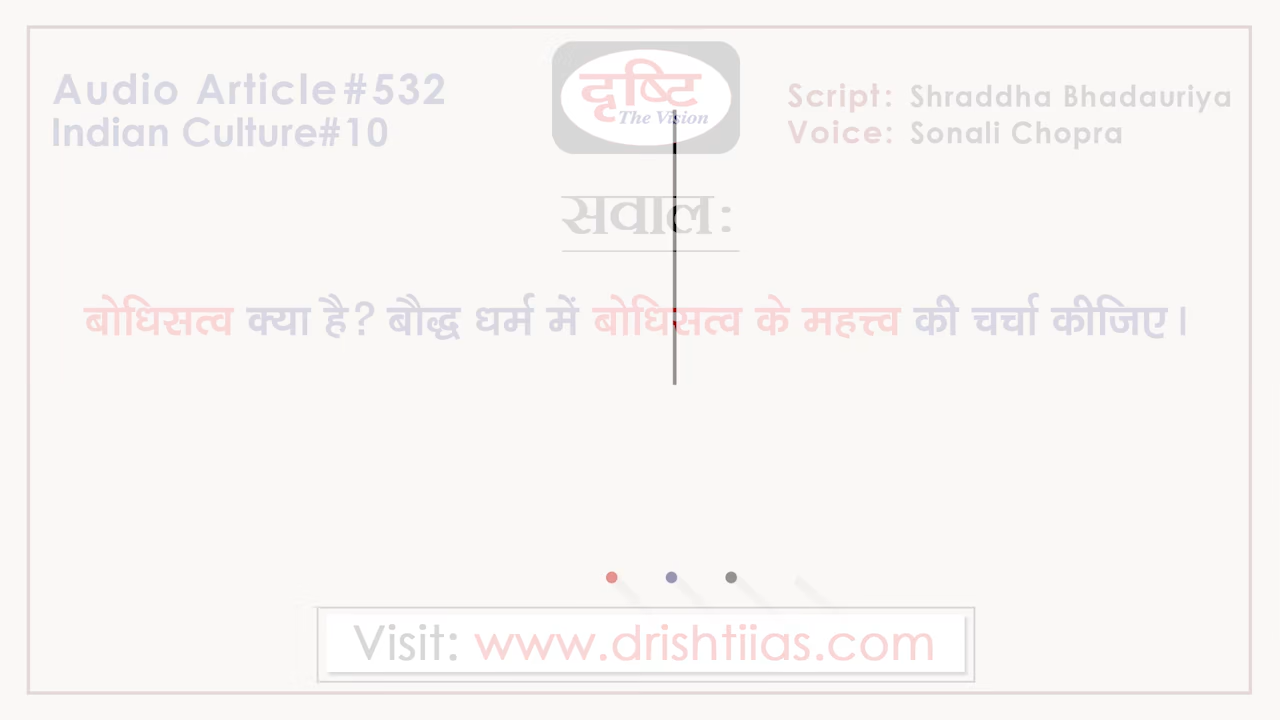 Audio Article#532
Indian Culture#10
दृष्टि
The Vision
Script: Shraddha Bhadauriya
Voice: Sonali Chopra
सवाल:
बोधिसत्व क्या है? बौद्ध धर्म में बोधिसत्व के महत्त्व की चर्चा कीजिए।
Visit: www.drishtiias.com